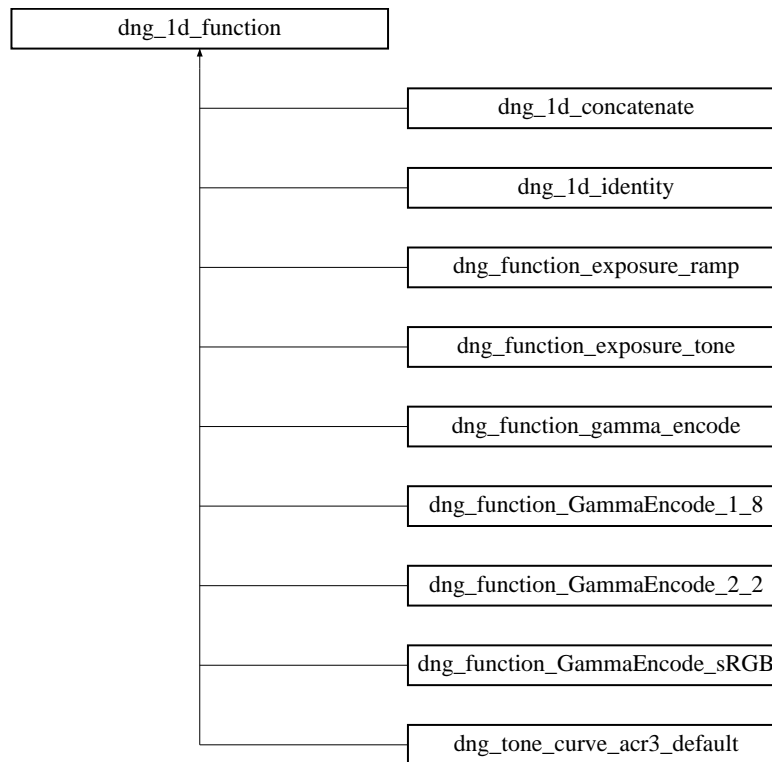 dng_1d_function
dng_1d_concatenate
dng_1d_identity
dng_function_exposure_ramp
dng_function_exposure_tone
dng_function_gamma_encode
dng_function_GammaEncode_1_8
dng_function_GammaEncode_2_2
dng_function_GammaEncode_sRGB
dng_tone_curve_acr3_default